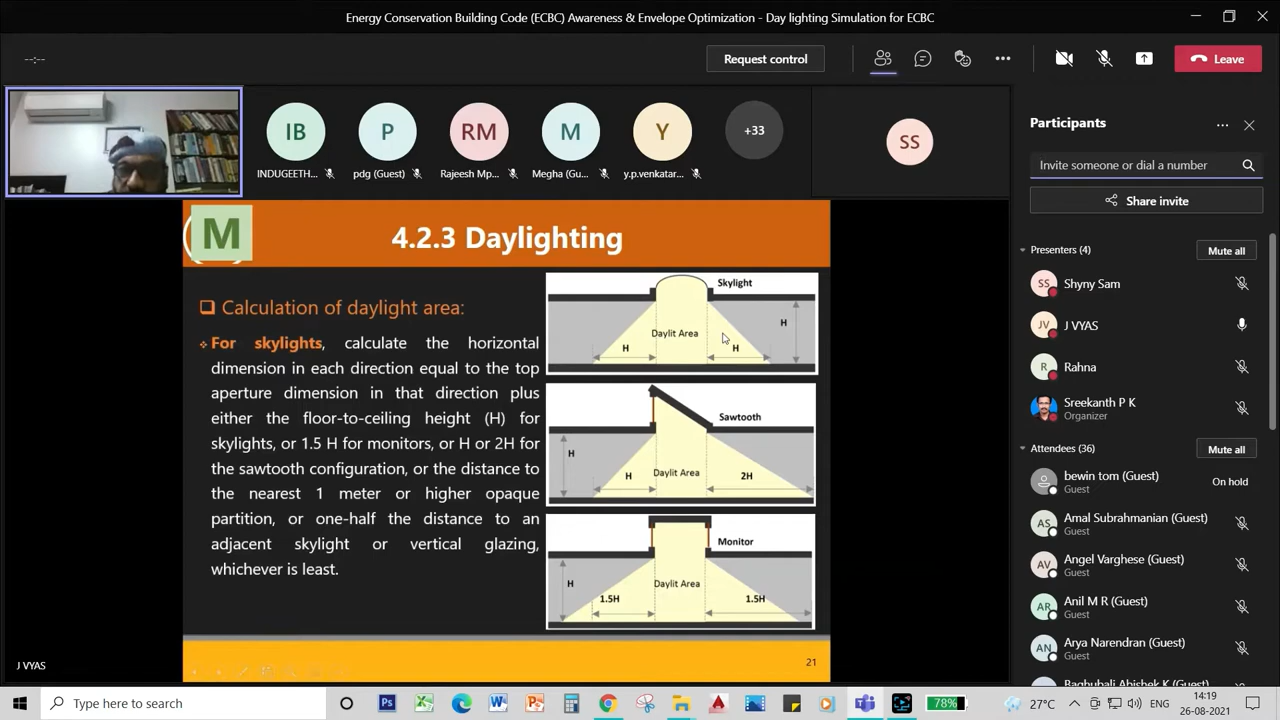 Energy Conservation Building Code (ECBC) Awareness & Envelope Optimization - Day lighting Simulation for ECBC
--:--
Request control
Leave
IB
P
RM
M
Y
+33
SS
INDUGEETH...
pdg (Guest)
Rajeesh Mp...
Megha (Gu...
y.p.venkatar...
Participants
Invite someone or dial a number
Share invite
Presenters (4)
Mute all
SS
Shyny Sam
JV
J VYAS
R
Rahna
Sreekanth P K
Organizer
Attendees (36)
Mute all
bewin tom (Guest)
Guest
On hold
AS
Amal Subrahmanian (Guest)
Guest
AV
Angel Varghese (Guest)
Guest
AR
Anil M R (Guest)
Guest
AN
Arya Narendran (Guest)
Guest
Raghubali Abishek K (Guest)
M
4.2.3 Daylighting
❑ Calculation of daylight area:
For skylights, calculate the horizontal
dimension in each direction equal to the top
aperture dimension in that direction plus
either the floor-to-ceiling height (H) for
skylights, or 1.5 H for monitors, or H or 2H for
the sawtooth configuration, or the distance to
the nearest 1 meter or higher opaque
partition, or one-half the distance to an
adjacent skylight or vertical glazing,
whichever is least.
Skylight
H
Daylit Area
H
H
Sawtooth
H
Daylit Area
H
2H
Monitor
H
Daylit Area
1.5H
1.5H
21
J VYAS
Type here to search
78%
27°C
ENG
14:19
26-08-2021